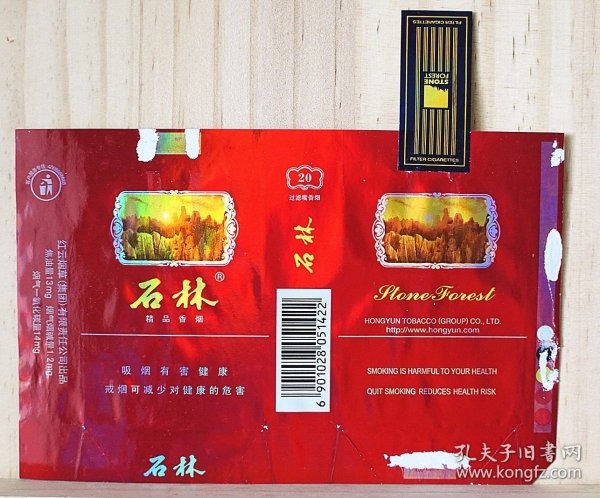 FILTER CIGARETTES
STONE
FOREST
FILTER CIGARETTES
红云烟草(集团)有限责任公司出品
焦油量13mg 烟气烟碱量1.2mg
烟气一氧化碳量14mg
石林®
精品香烟
吸烟有害健康
戒烟可减少对健康的危害
石林
20
过滤嘴香烟
石林
6 901028 051422
Stone Forest
HONGYUN TOBACCO (GROUP) CO., LTD.
http://www.hongyun.com
SMOKING IS HARMFUL TO YOUR HEALTH
QUIT SMOKING REDUCES HEALTH RISK
孔夫子旧书网
www.kongfz.com